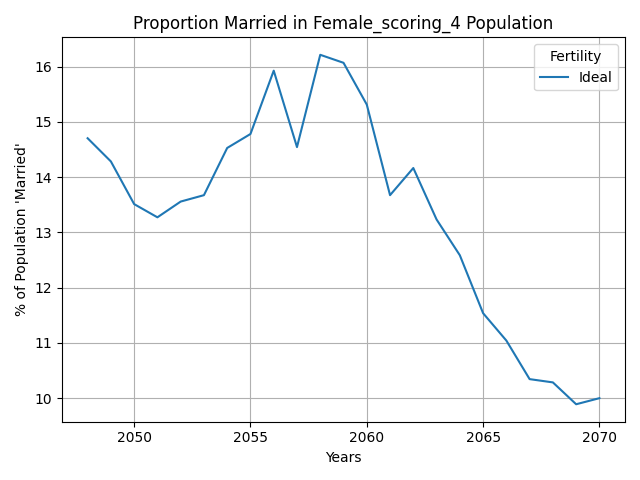 Proportion Married in Female_scoring_4 Population
Fertility
Ideal
% of Population 'Married'
16
15
14
13
12
11
10
2050
2055
2060
2065
2070
Years